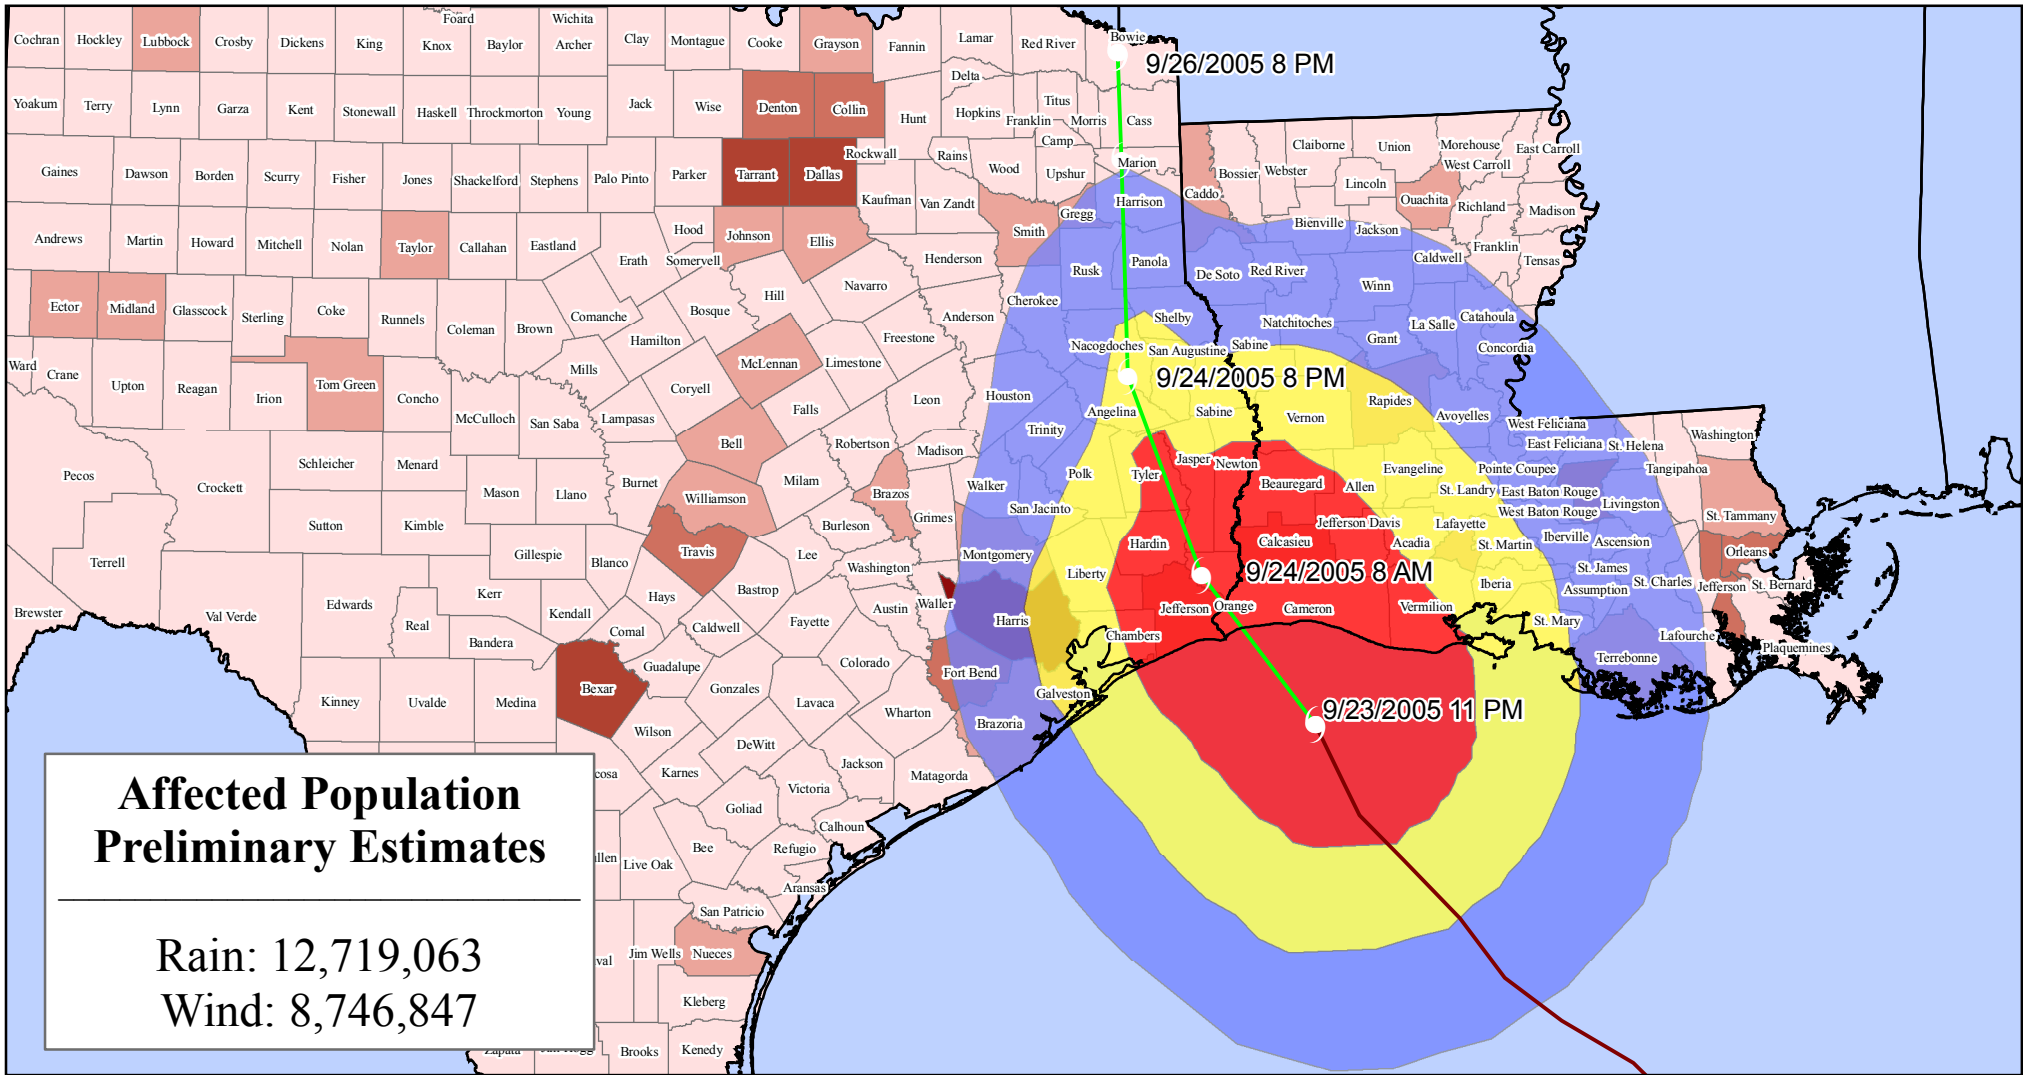 Foard
Wichita
Cochran
Hockley
Lubbock
Crosby
Dickens
King
Knox
Baylor
Archer
Clay
Montague
Cooke
Grayson
Fannin
Lamar
Red River
Bowie
9/26/2005 8 PM
Delta
Yoakum
Terry
Lynn
Garza
Kent
Stonewall
Haskell
Throckmorton
Young
Jack
Wise
Denton
Collin
Hunt
Hopkins
Franklin
Titus
Morris
Cass
Camp
Rockwall
Rains
Wood
Upshur
Marion
Claiborne
Union
Morehouse
West Carroll
East Carroll
Gaines
Dawson
Borden
Scurry
Fisher
Jones
Shackelford
Stephens
Palo Pinto
Parker
Tarrant
Dallas
Kaufman
Van Zandt
Smith
Gregg
Harrison
Caddo
Bossier
Webster
Lincoln
Ouachita
Richland
Madison
Bienville
Jackson
Caldwell
Franklin
Tensas
Andrews
Martin
Howard
Mitchell
Nolan
Taylor
Callahan
Eastland
Erath
Hood
Somervell
Johnson
Ellis
Henderson
Rusk
Panola
De Soto
Red River
Winn
Navarro
Hill
Bosque
Cherokee
Anderson
Shelby
Natchitoches
Grant
La Salle
Catahoula
Concordia
Ector
Midland
Glasscock
Sterling
Coke
Runnels
Coleman
Brown
Comanche
Hamilton
Freestone
Limestone
McLennan
Nacogdoches
San Augustine
Sabine
Ward
Crane
Upton
Reagan
Irion
Tom Green
Concho
McCulloch
San Saba
Mills
Lampasas
Coryell
Falls
Leon
Houston
9/24/2005 8 PM
Angelina
Sabine
Vernon
Rapides
Avoyelles
West Feliciana
East Feliciana
St. Helena
Washington
Trinity
Bell
Robertson
Madison
Pecos
Crockett
Schleicher
Menard
Mason
Llano
Burnet
Williamson
Milam
Brazos
Walker
Polk
Tyler
Jasper
Newton
Beauregard
Allen
Evangeline
Pointe Coupee
Tangipahoa
St. Landry
East Baton Rouge
West Baton Rouge
Livingston
St. Tammany
San Jacinto
Grimes
Burleson
Sutton
Kimble
Gillespie
Blanco
Travis
Lee
Washington
Montgomery
Hardin
Calcasieu
Jefferson Davis
Acadia
Lafayette
St. Martin
Iberville
Ascension
Orleans
Terrell
Liberty
9/24/2005 8 AM
Iberia
St. James
Assumption
St. Charles
Jefferson
St. Bernard
Brewster
Val Verde
Edwards
Real
Kerr
Bandera
Kendall
Comal
Hays
Bastrop
Caldwell
Fayette
Austin
Waller
Harris
Chambers
Jefferson
Orange
Cameron
Vermilion
St. Mary
Terrebonne
Lafourche
Plaquemines
Guadalupe
Colorado
Fort Bend
Galveston
Kinney
Uvalde
Medina
Bexar
Wilson
Gonzales
Lavaca
Wharton
Brazoria
9/23/2005 11 PM
DeWitt
Karnes
Jackson
Matagorda
cosa
Victoria
Goliad
Calhoun
Bee
Refugio
llen
Live Oak
Aransas
San Patricio
val
Jim Wells
Nueces
Kleberg
Brooks
Kenedy
Zapata
Affected Population
Preliminary Estimates
Rain: 12,719,063
Wind: 8,746,847